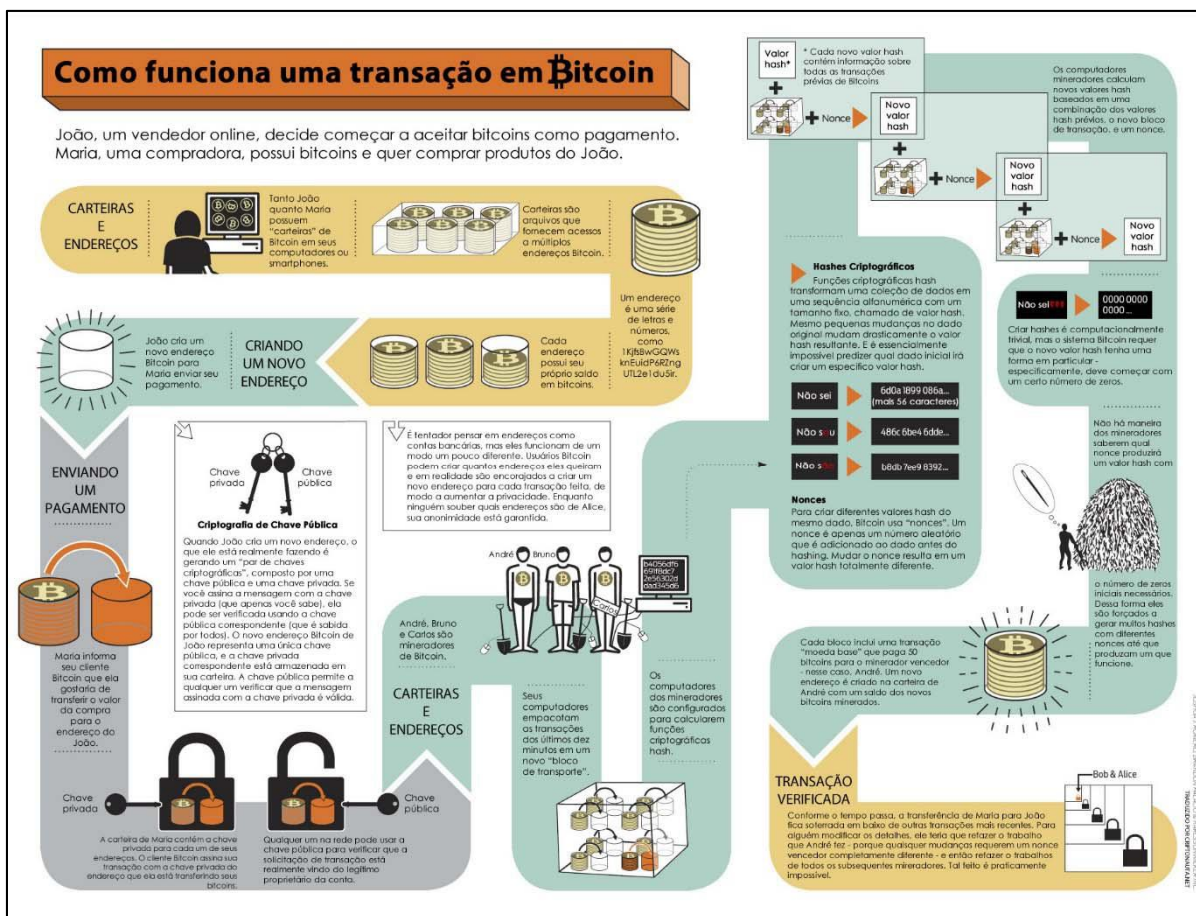 Como funciona uma transação em Bitcoin
João, um vendedor online, decide começar a aceitar bitcoins como pagamento.
Maria, uma compradora, possui bitcoins e quer comprar produtos do João.
CARTEIRAS
E
ENDEREÇOS
Tanto João
quanto Maria
possuem
"carteiras" de
Bitcoin em seus
computadores ou
smartphones.
Carteiras são
arquivos que
fornecem acessos
a múltiplos
endereços Bitcoin.
Um endereço
é uma série
de letras e
números,
como
UTL2e1du5ir.
Cada
endereço
possui seu
próprio saldo
em bitcoins.
CRIANDO
UM NOVO
ENDEREÇO
João cria um
novo endereço
Bitcoin para
Maria enviar seu
pagamento.
ENVIANDO
UM
PAGAMENTO
Maria informa
seu cliente
Bitcoin que ela
gostaria de
transferir o valor
da compra
para o
endereço do
João.
Chave
privada
Chave
pública
Criptografia de Chave Pública
Quando João cria um novo endereço, o
que ele está realmente fazendo é
gerando um "par de chaves
criptográficas", composto por uma
chave pública e uma chave privada. Se
você assina a mensagem com a chave
privada (que apenas você sabe), ela
pode ser verificada usando a chave
pública correspondente (que é sabida
por todos). O novo endereço Bitcoin de
João representa uma única chave
pública, e a chave privada
correspondente está armazenada em
sua carteira. A chave pública permite a
qualquer um verificar que a mensagem
assinada com a chave privada é válida.
É tentador pensar em endereços como
contas bancárias, mas eles funcionam de um
modo um pouco diferente. Usuários Bitcoin
podem criar quantos endereços eles queiram
e em realidade são encorajados a criar um
novo endereço para cada transação feita, de
modo a aumentar a privacidade. Enquanto
ninguém souber quais endereços são de Alice,
sua anonimidade está garantida.
Chave
privada
A carteira de Maria contém a chave
privada para cada um de seus
endereços. O cliente Bitcoin assina sua
transação com a chave privada do
endereço que ela está transferindo seus
bitcoins.
Chave
pública
Qualquer um na rede pode usar a
chave pública para verificar que a
solicitação de transação está
realmente vindo do legítimo
proprietário da conta.
CARTEIRAS
E
ENDEREÇOS
André, Bruno
e Carlos são
mineradores
de Bitcoin.
André Bruno
Carlos
b4056df6
691f8dc7
2e56302d
dad345d6
Seus
computadores
empacotam
as transações
dos últimos dez
minutos em um
novo "bloco
de transporte".
Os
computadores
dos mineradores
são configurados
para calcularem
funções
criptográficas
hash.
Hashes Criptográficos
Funções criptográficas hash
transformam uma coleção de dados em
uma sequência alfanumérica com um
tamanho fixo, chamado de valor hash.
Mesmo pequenas mudanças no dado
original mudam drasticamente o valor
hash resultante. E é essencialmente
impossível predizer qual dado inicial irá
criar um específico valor hash.
Não sei
6d0a 1899 086a...
(mais 56 caracteres)
Não sou
486c 6be4 6dde...
Não
b8db 7ee9 8392...
Nonces
Para criar diferentes valores hash do
mesmo dado, Bitcoin usa "nonces". Um
nonce é apenas um número aleatório
que é adicionado ao dado antes do
hashing. Mudar o nonce resulta em um
valor hash totalmente diferente.
Valor
hash*
* Cada novo valor hash
contém informação sobre
todas as transações
prévias de Bitcoins
+
+ Nonce
Novo
valor
hash
+
+ Nonce
Novo
valor
hash
+
+ Nonce
Novo
valor
hash
Os computadores
mineradores calculam
novos valores hash
baseados em uma
combinação dos valores
hash prévios, o novo bloco
de transação, e um nonce.
Não sei???
0000 0000
0000...
Criar hashes é computacionalmente
trivial, mas o sistema Bitcoin requer
que o novo valor hash tenha uma
forma em particular -
especificamente, deve começar com
um certo número de zeros.
Não há maneira
dos mineradores
saberem qual
nonce produzirá
um valor hash com
o número de zeros
iniciais necessários.
Dessa forma eles
são forçados a
gerar muitos hashes
com diferentes
nonces até que
produzam um que
funcione.
Cada bloco inclui uma transação
"moeda base" que paga 50
bitcoins para o minerador vencedor
- nesse caso, André. Um novo
endereço é criado na carteira de
André com um saldo dos novos
bitcoins minerados.
TRANSAÇÃO
VERIFICADA
Conforme o tempo passa, a transferência de Maria para João
fica soterrada em baixo de outras transações mais recentes. Para
alguém modificar os detalhes, ele teria que refazer o trabalho
que André fez - porque quaisquer mudanças requerem um nonce
vencedor completamente diferente - e então refazer o trabalhos
de todos os subsequentes mineradores. Tal feito é praticamente
impossível.
Bob & Alice
TRADUZIDO POR CRIPTONAUTA.NET